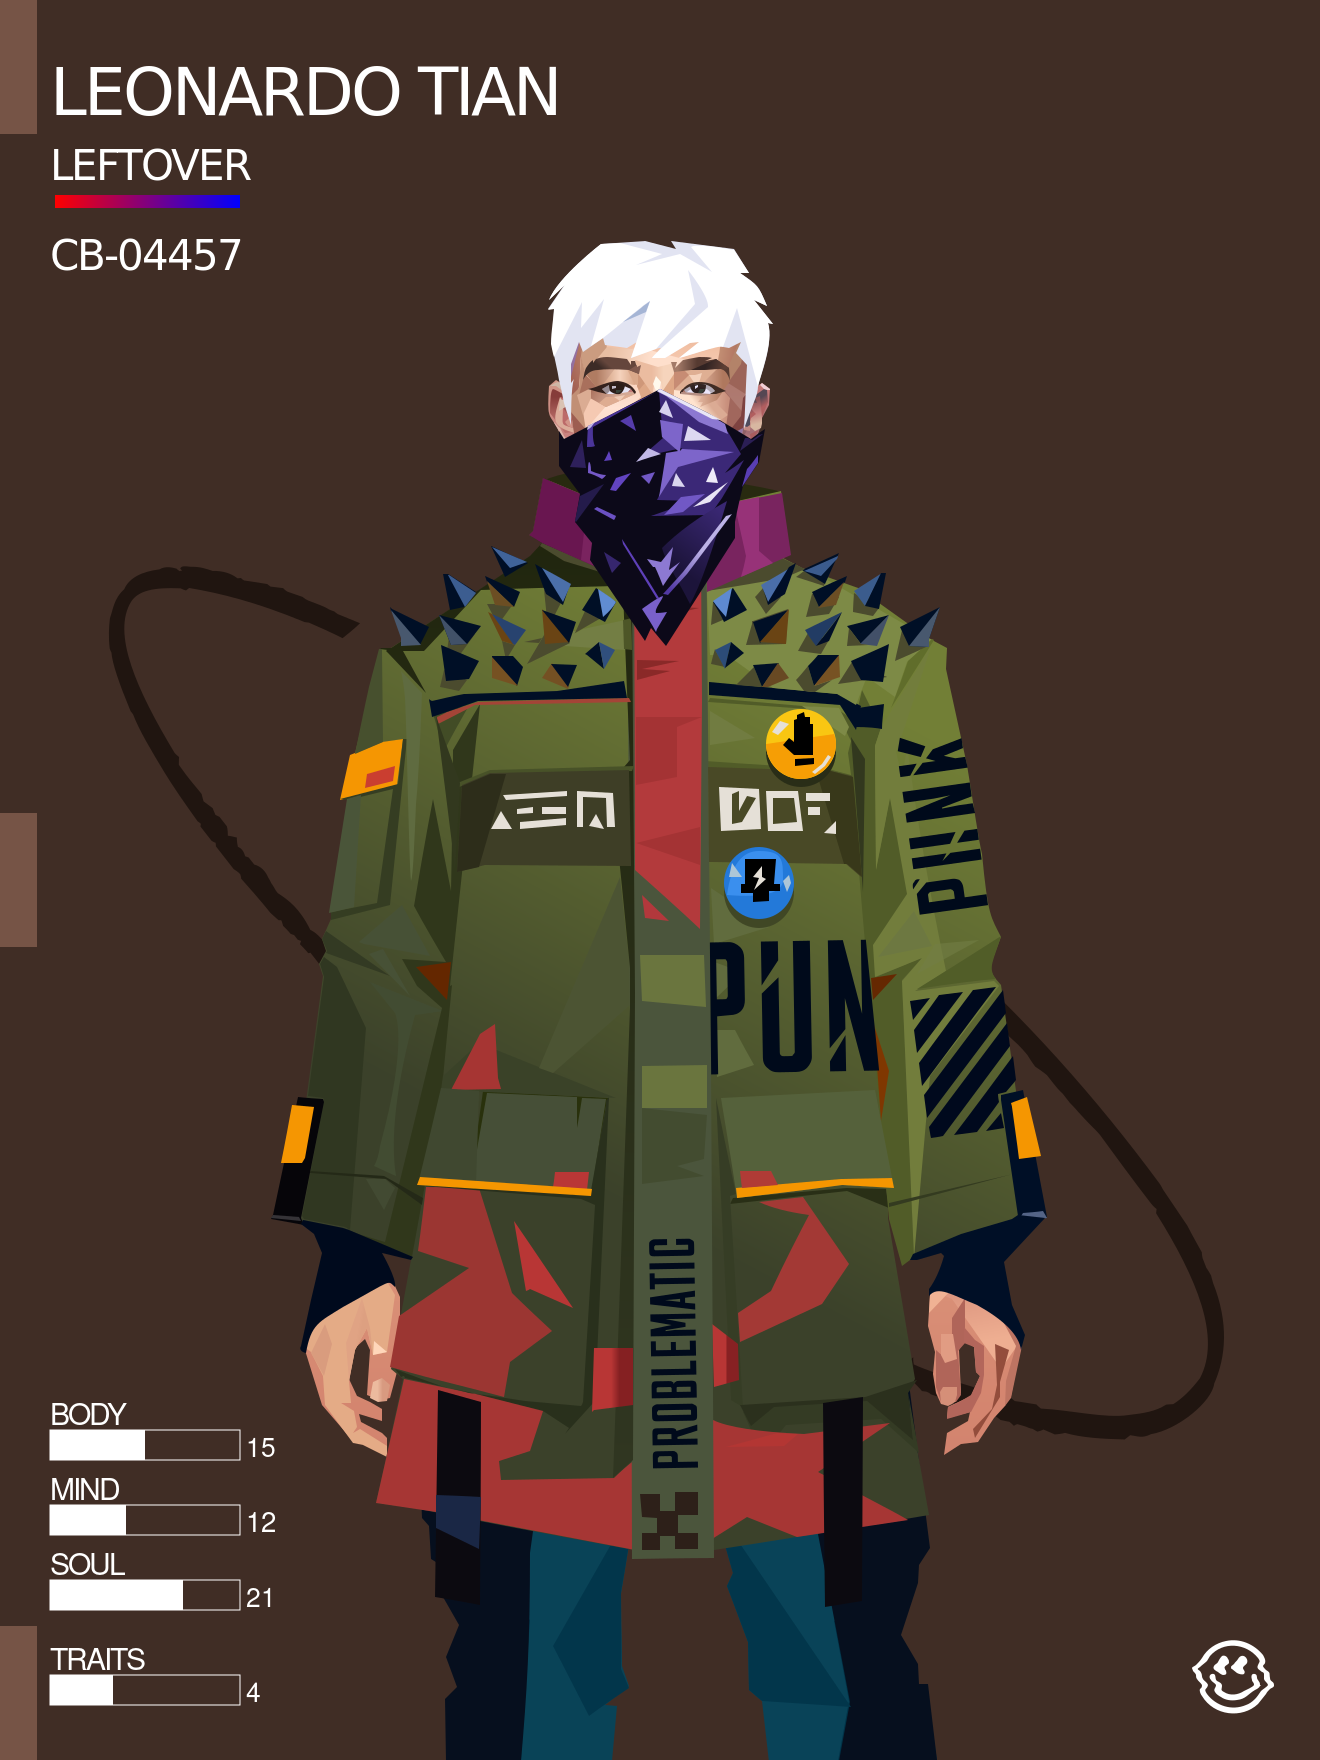 LEONARDO TIAN
LEFTOVER
CB-04457
PUNK
PUN
PROBLEMATIC
BODY
15
MIND
12
SOUL
21
TRAITS
4